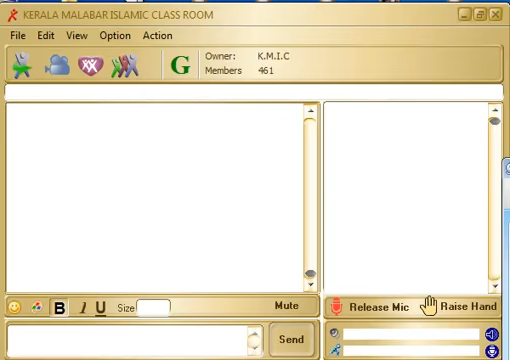 KERALA MALABAR ISLAMIC CLASS ROOM
File Edit View Option Action
G Owner: K.M.I.C
Members 461
B I U Size Mute
Release Mic Raise Hand
Send